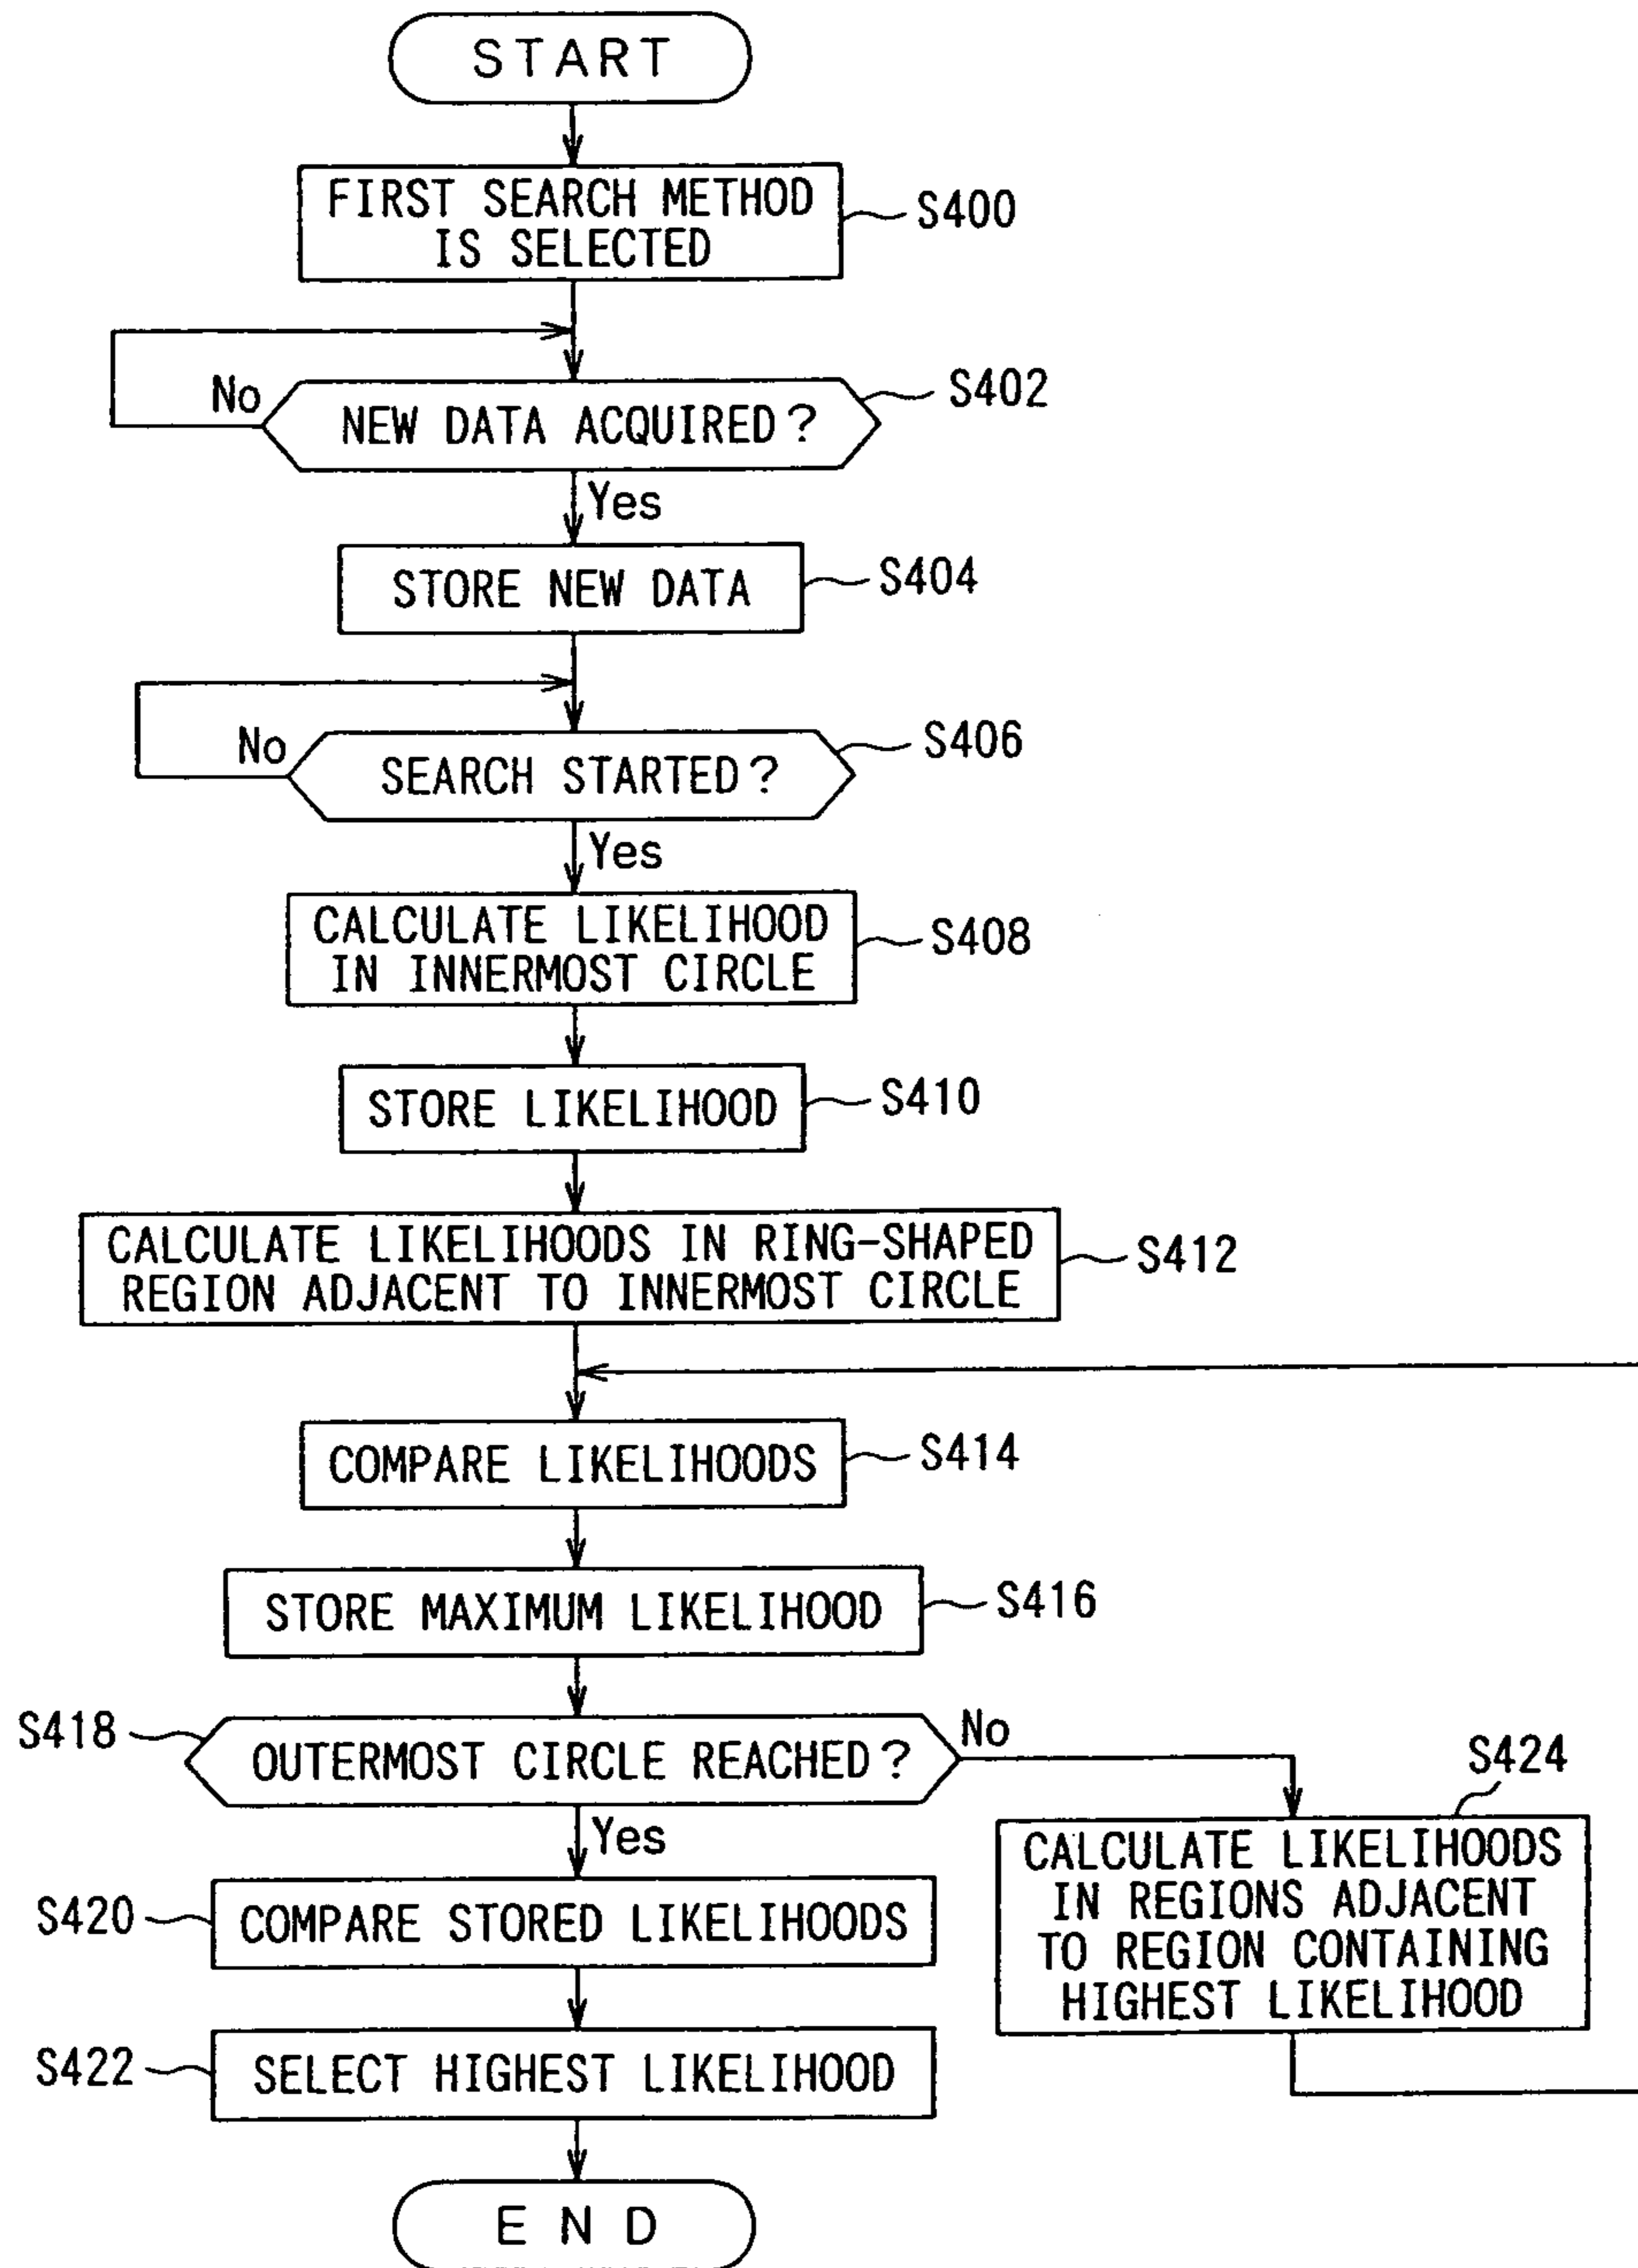 START
FIRST SEARCH METHOD
IS SELECTED
S400
No
NEW DATA ACQUIRED?
S402
Yes
STORE NEW DATA
S404
No
SEARCH STARTED?
S406
Yes
CALCULATE LIKELIHOOD
IN INNERMOST CIRCLE
S408
STORE LIKELIHOOD
S410
CALCULATE LIKELIHOODS IN RING-SHAPED
REGION ADJACENT TO INNERMOST CIRCLE
S412
COMPARE LIKELIHOODS
S414
STORE MAXIMUM LIKELIHOOD
S416
S418
OUTERMOST CIRCLE REACHED?
No
Yes
S424
CALCULATE LIKELIHOODS
IN REGIONS ADJACENT
TO REGION CONTAINING
HIGHEST LIKELIHOOD
S420
COMPARE STORED LIKELIHOODS
S422
SELECT HIGHEST LIKELIHOOD
END